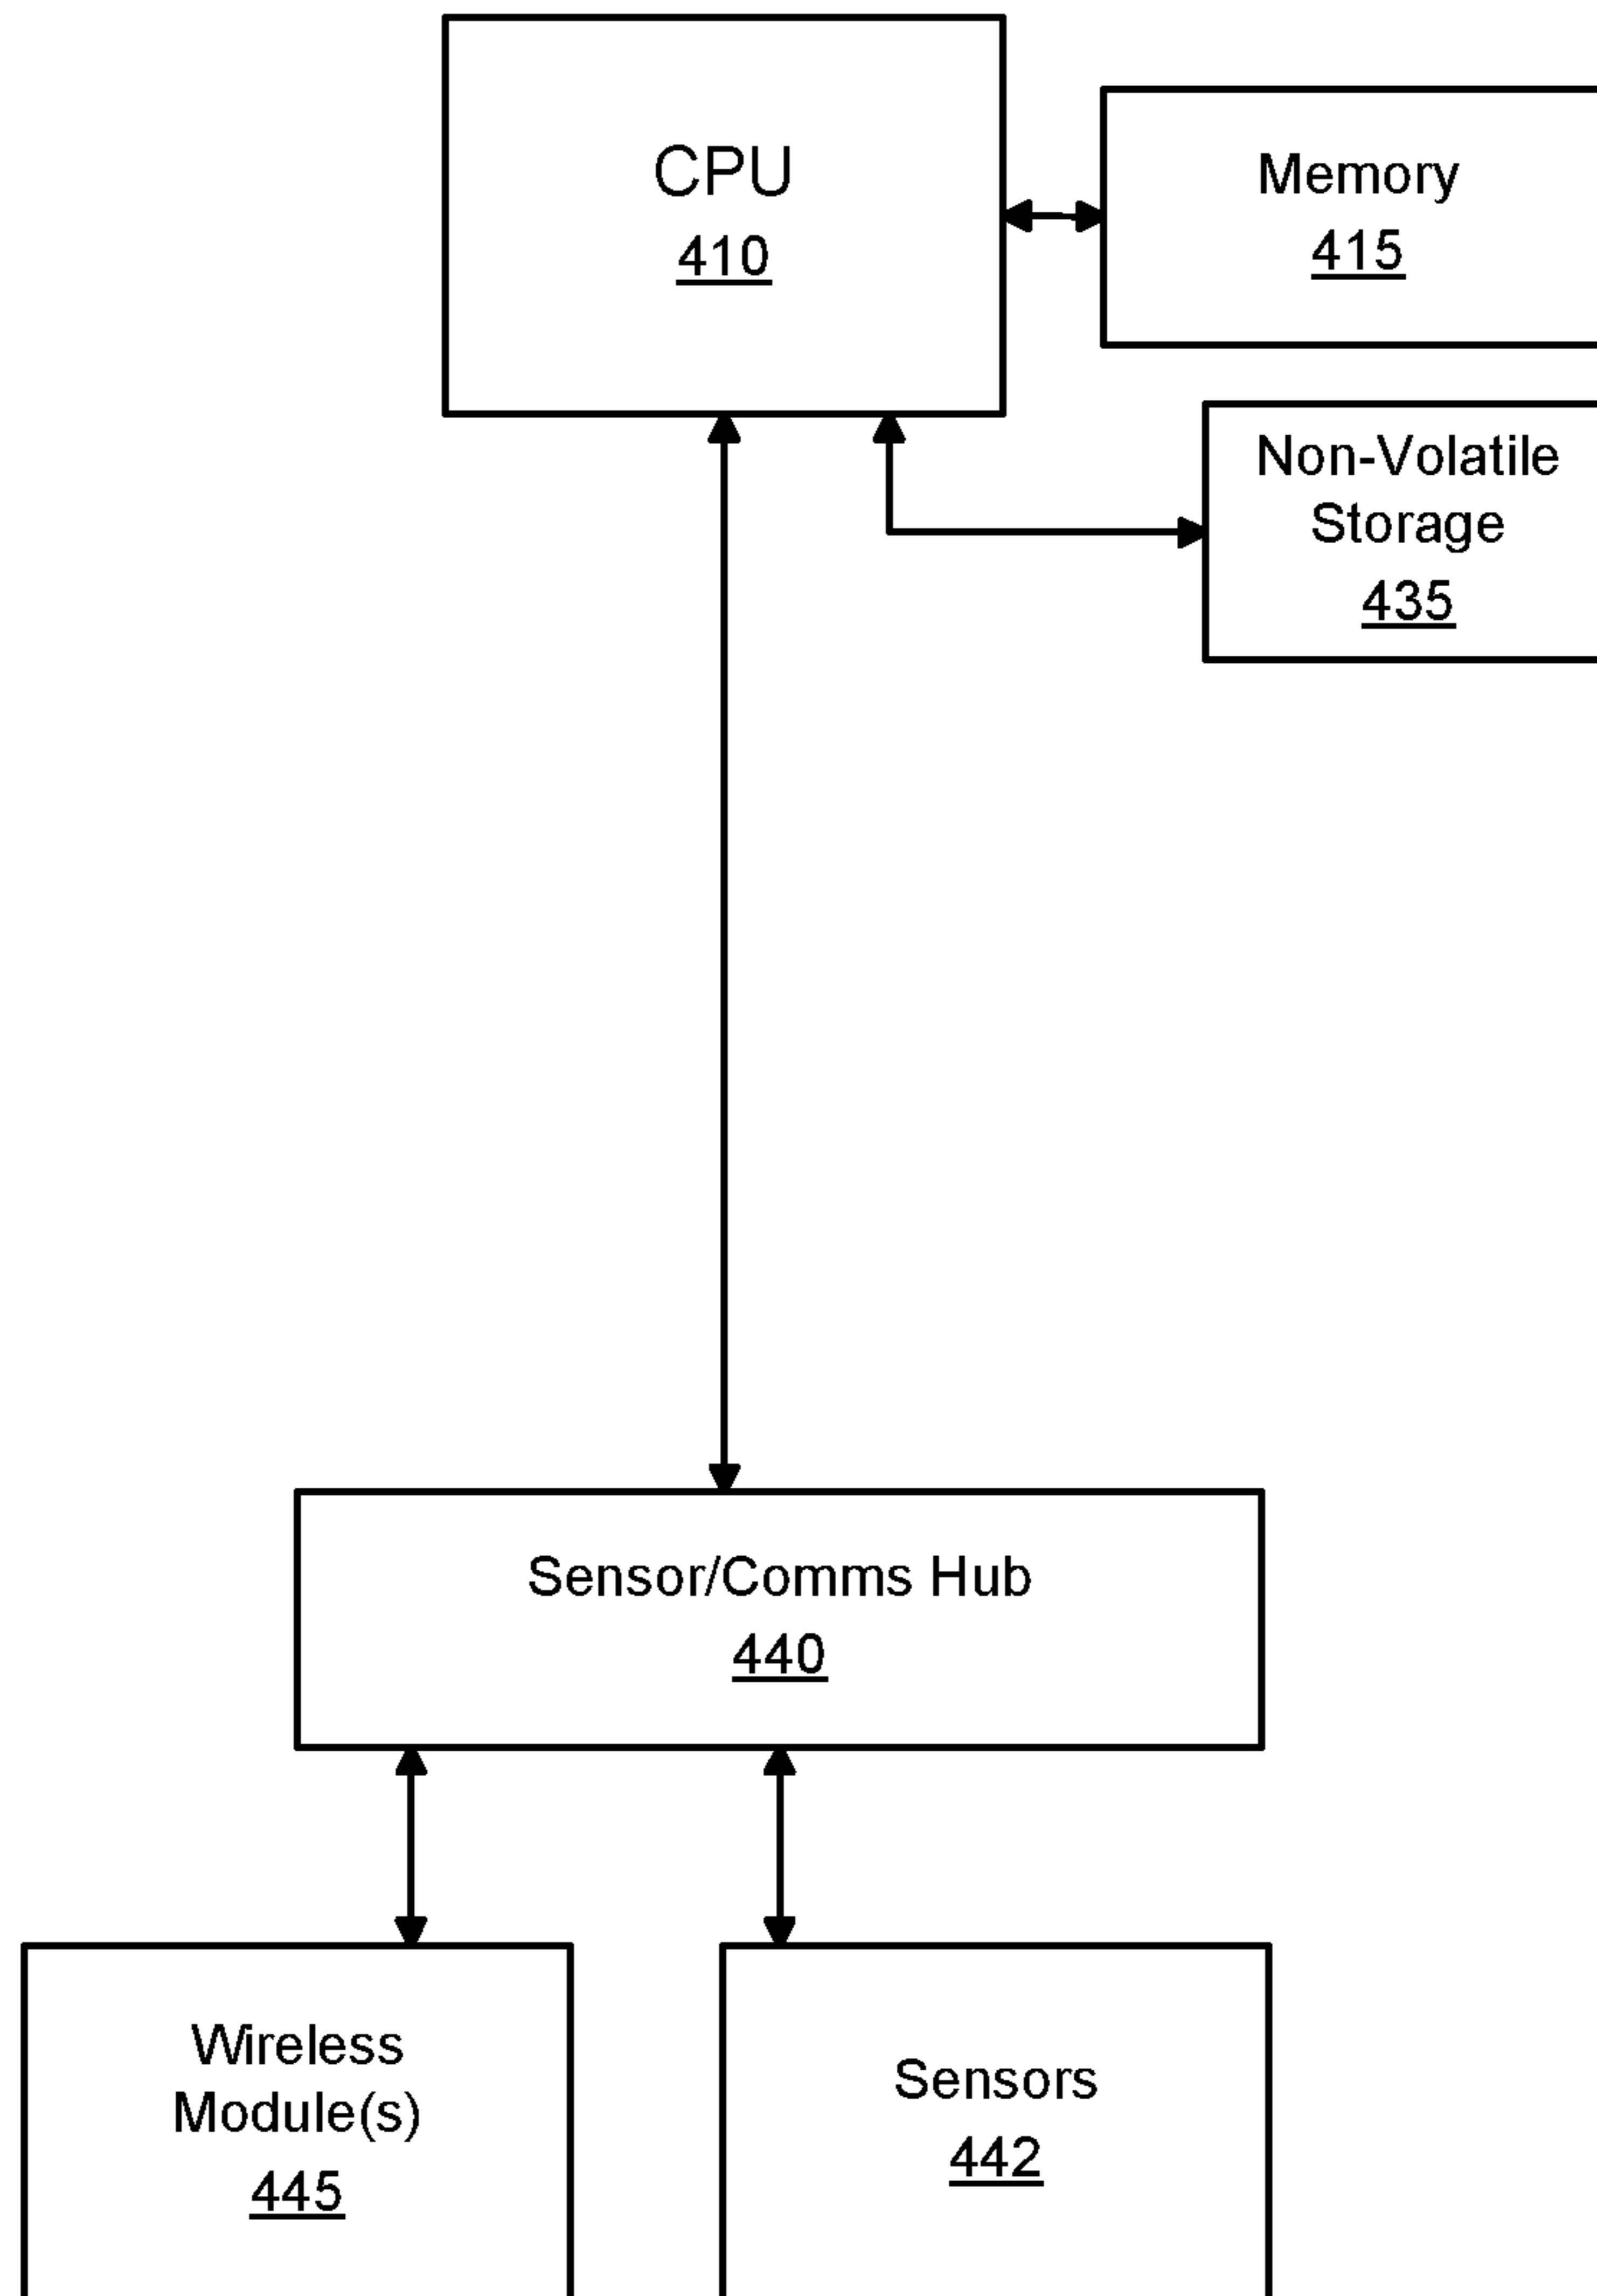 CPU
410
Memory
415
Non-Volatile
Storage
435
Sensor/Comms Hub
440
Wireless
Module(s)
445
Sensors
442